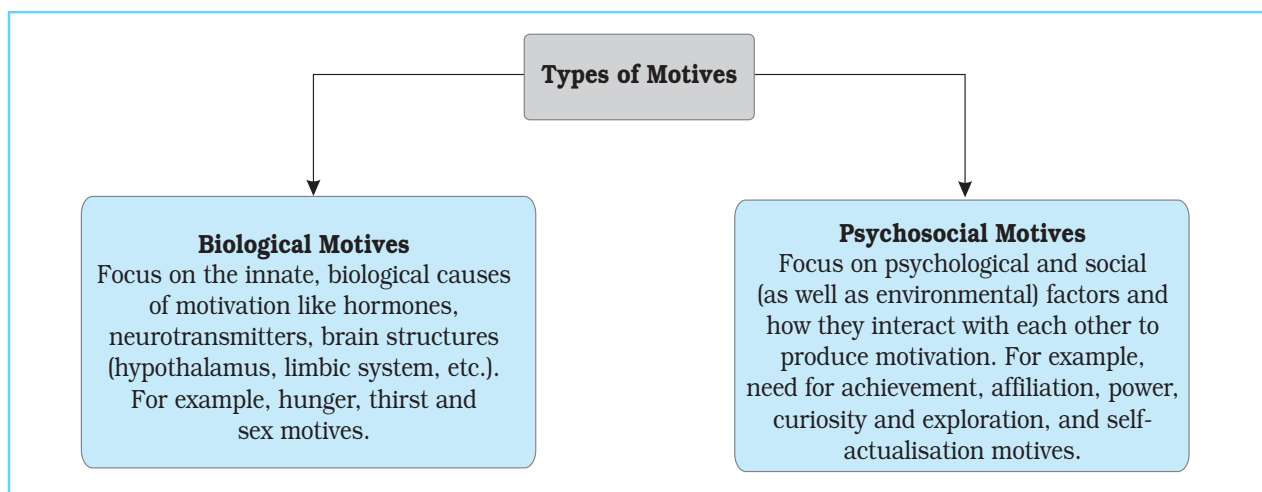 Types of Motives
Biological Motives
Focus on the innate, biological causes
of motivation like hormones,
neurotransmitters, brain structures
(hypothalamus, limbic system, etc.).
For example, hunger, thirst and
sex motives.
Psychosocial Motives
Focus on psychological and social
(as well as environmental) factors and
how they interact with each other to
produce motivation. For example,
need for achievement, affiliation, power,
curiosity and exploration, and self-
actualisation motives.